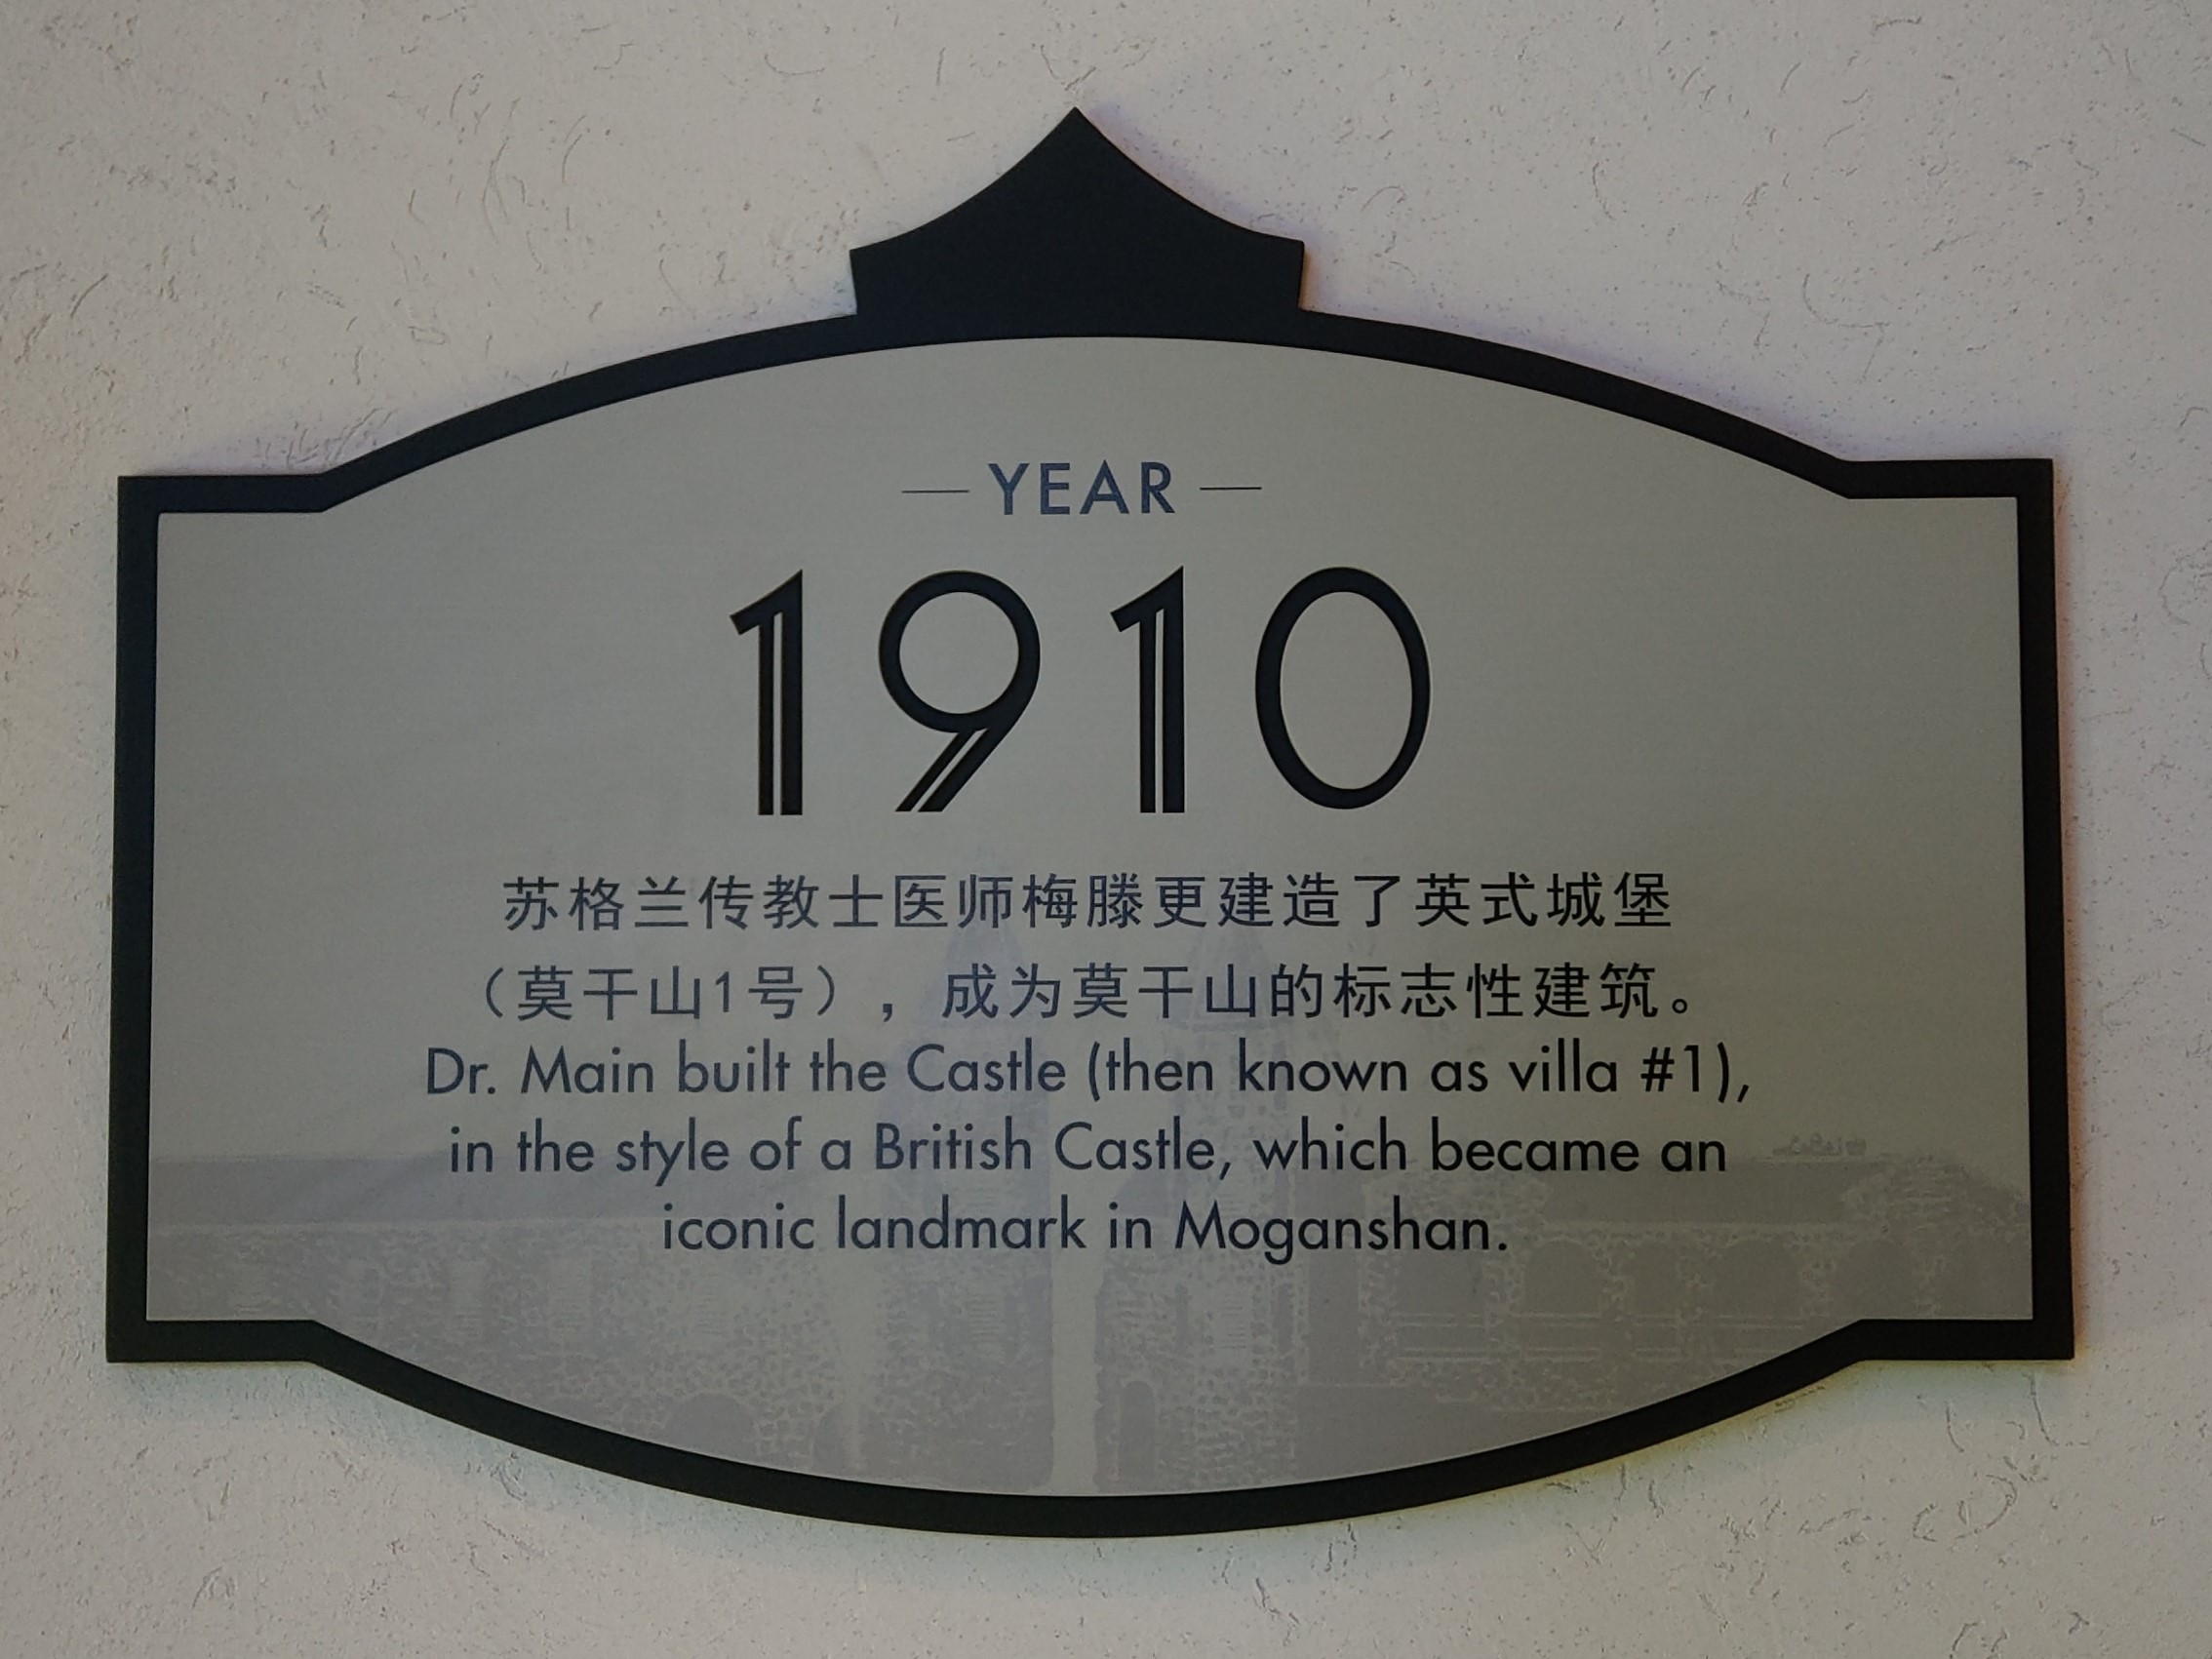 YEAR
1910
苏格兰传教士医师梅滕更建造了英式城堡
（莫干山1号），成为莫干山的标志性建筑。
Dr. Main built the Castle (then known as villa #1),
in the style of a British Castle, which became an
iconic landmark in Moganshan.